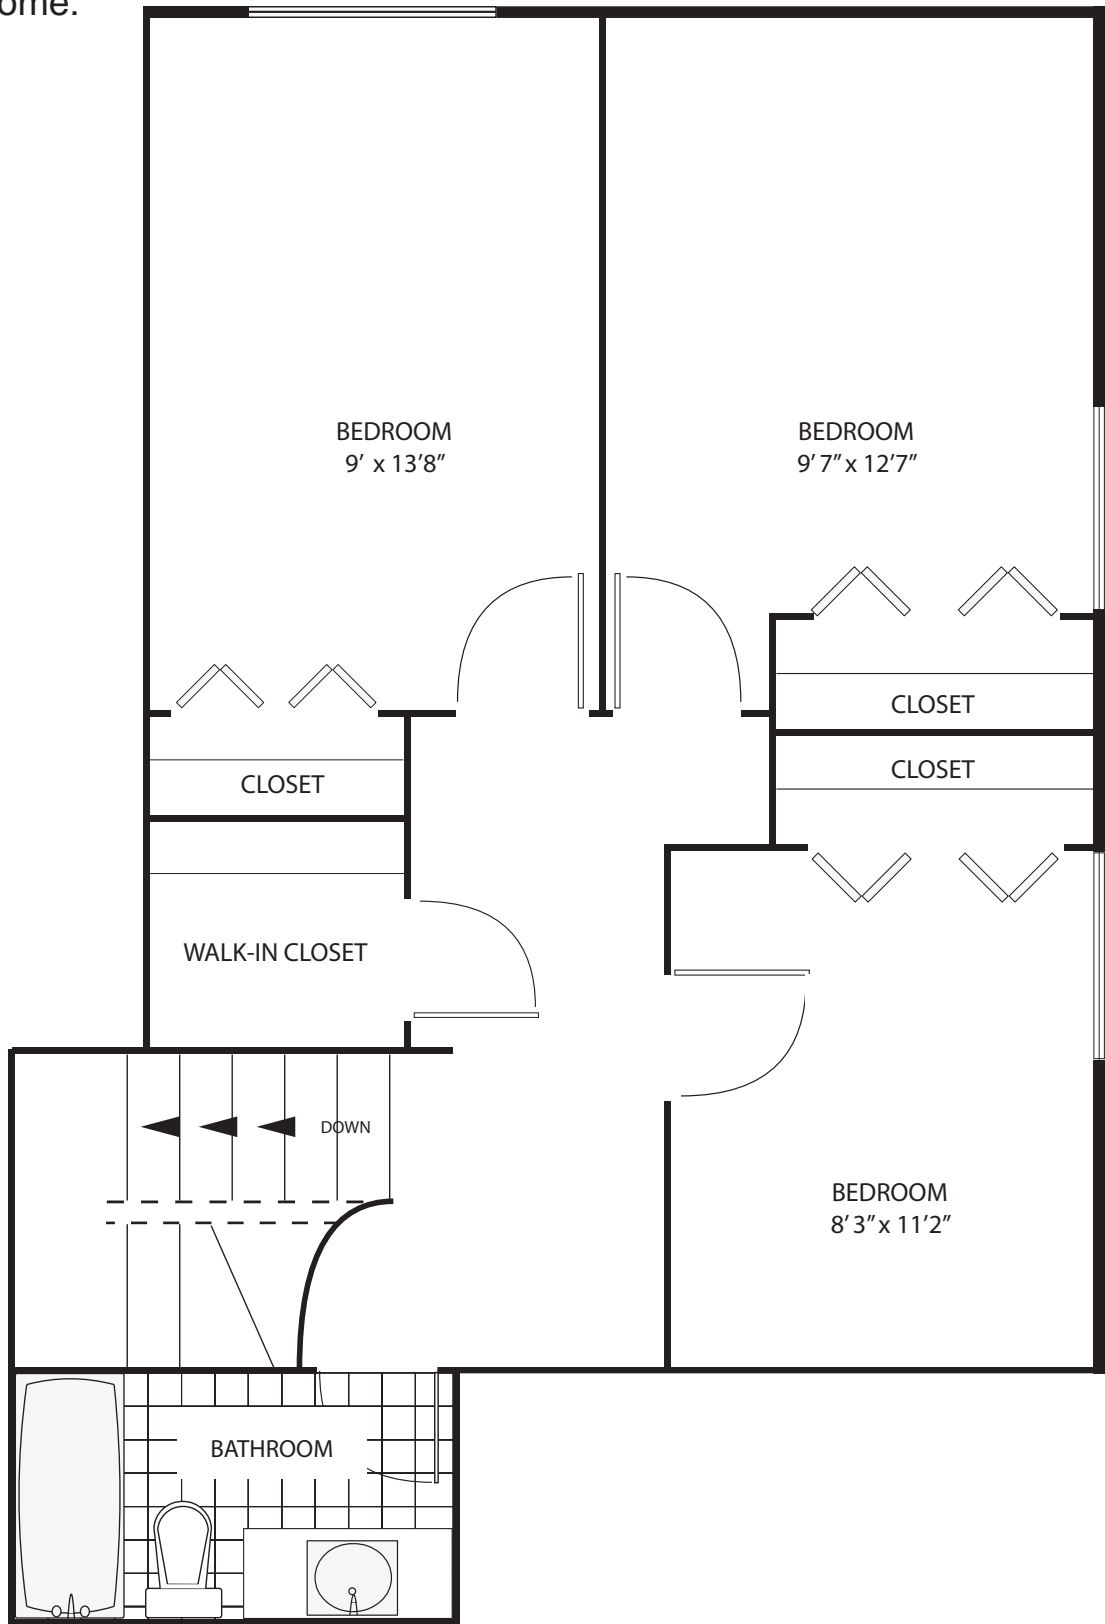 ome.
BEDROOM
9' x 13'8”
BEDROOM
9' 7” x 12'7”
CLOSET
CLOSET
CLOSET
WALK-IN CLOSET
DOWN
BEDROOM
8' 3” x 11'2”
BATHROOM